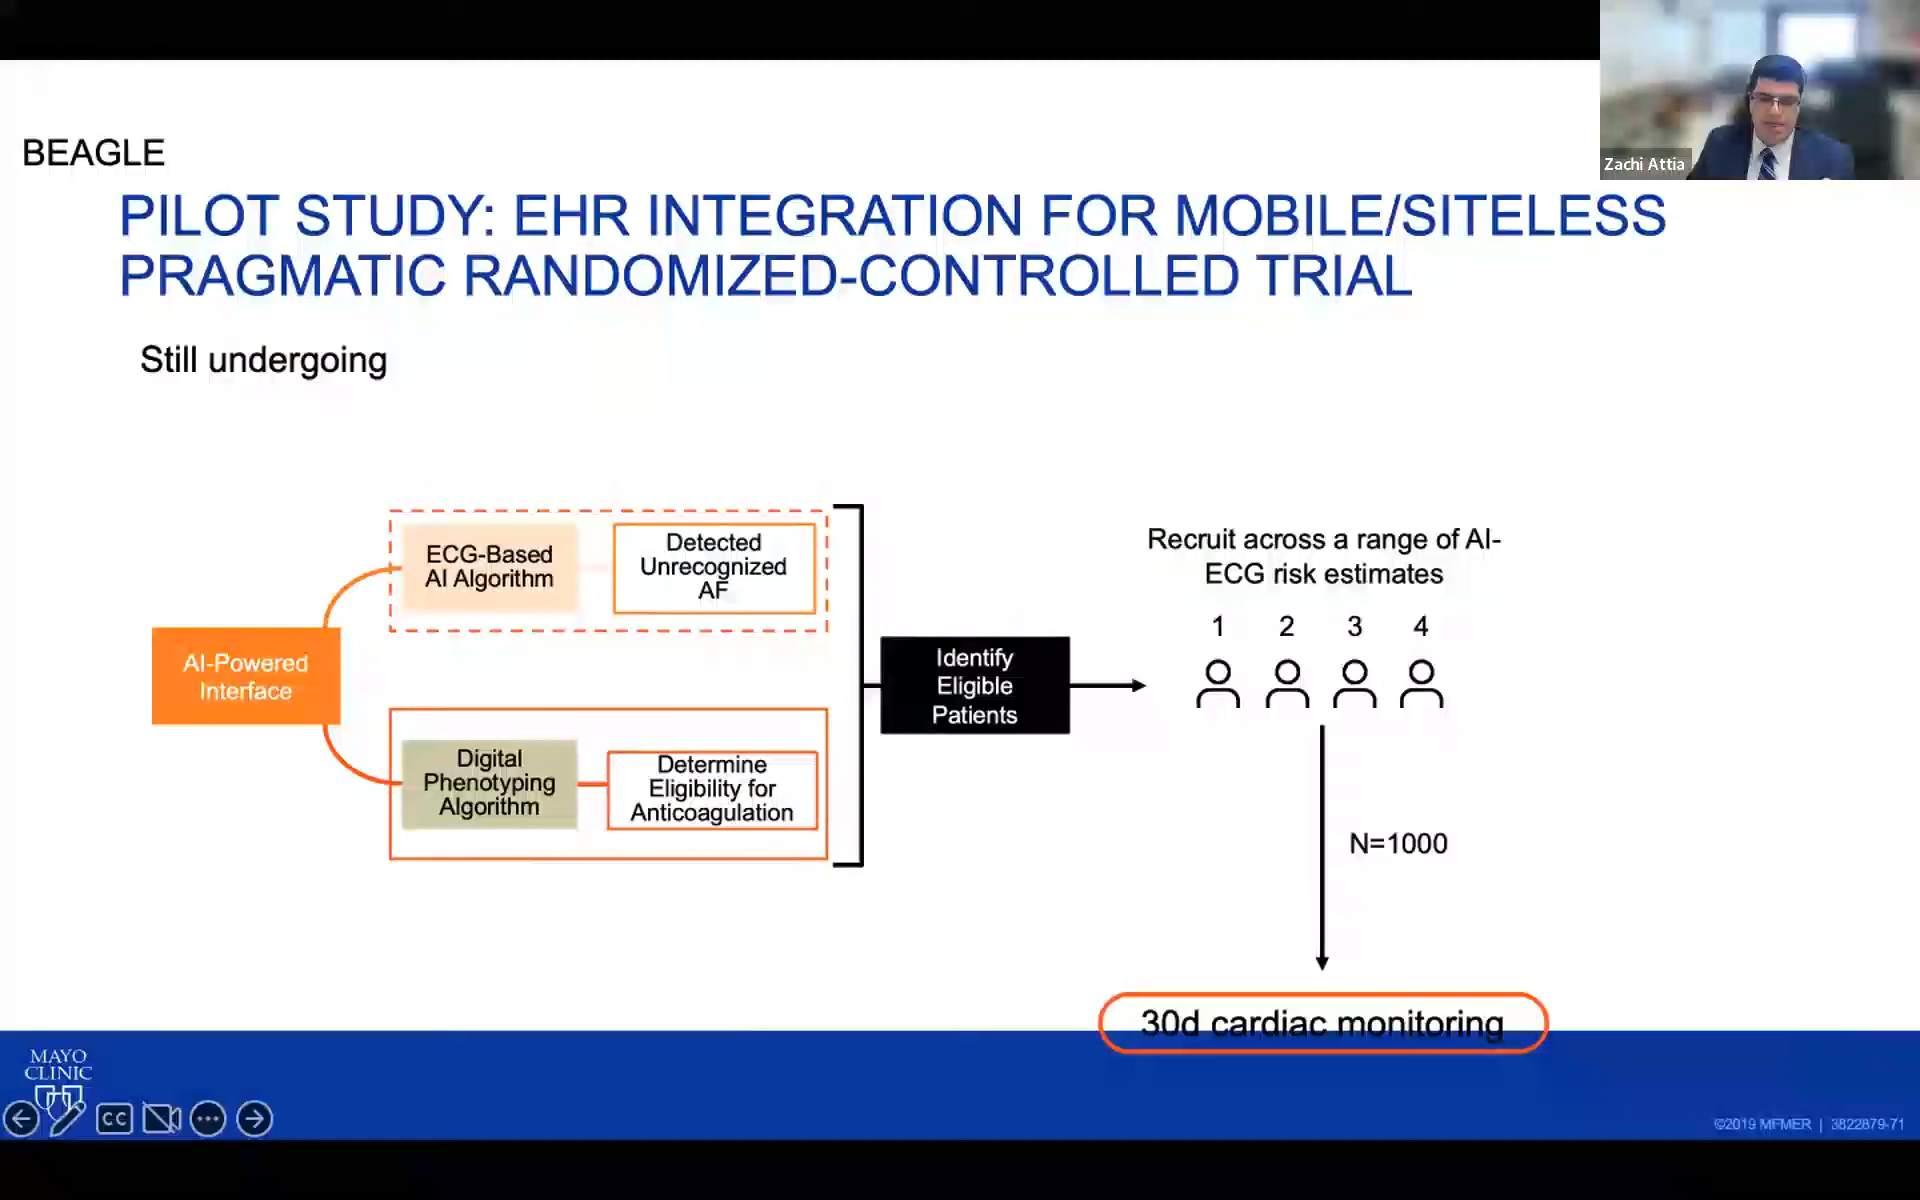 Zachi Attia
BEAGLE
PILOT STUDY: EHR INTEGRATION FOR MOBILE/SITELESS
PRAGMATIC RANDOMIZED-CONTROLLED TRIAL
Still undergoing
AI-Powered
Interface
ECG-Based
AI Algorithm
Detected
Unrecognized
AF
Digital
Phenotyping
Algorithm
Determine
Eligibility for
Anticoagulation
Identify
Eligible
Patients
Recruit across a range of AI-
ECG risk estimates
1 2 3 4
N=1000
30d cardiac monitoring
MAYO
CLINIC
CC
©2019 MFMER | 3822879-71